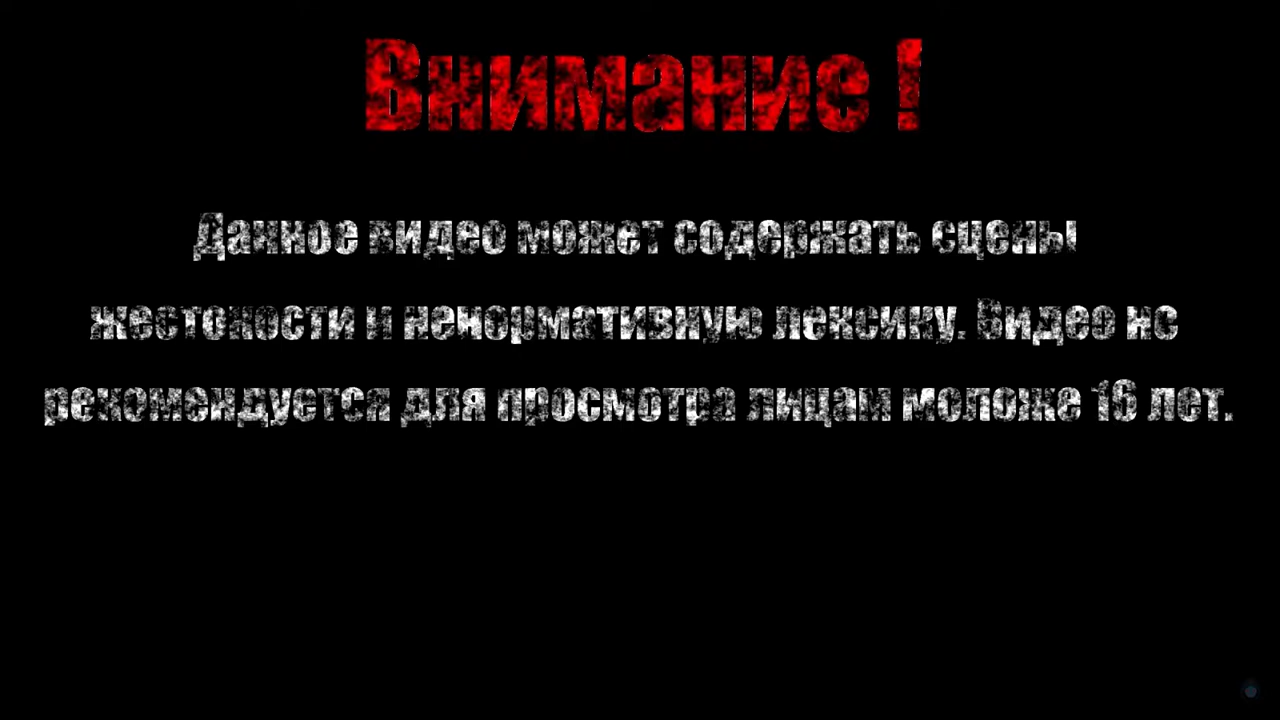 Внимание !
Данное видео может содержать сцены
жестокости и ненормативную лексику. Видео не
рекомендуется для просмотра лицам моложе 16 лет.